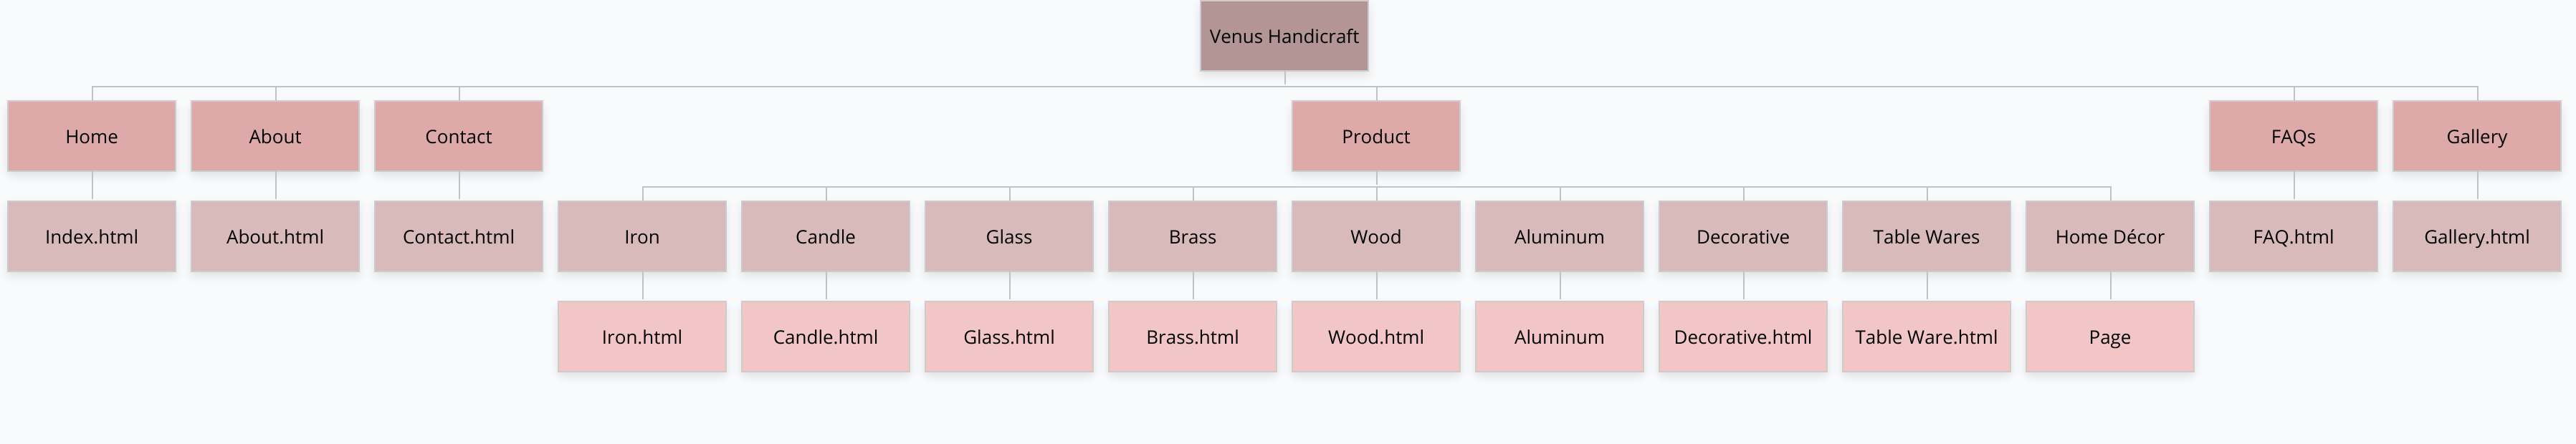 Venus Handicraft
Home
About
Contact
Product
FAQs
Gallery
Index.html
About.html
Contact.html
Iron
Candle
Glass
Brass
Wood
Aluminum
Decorative
Table Wares
Home Décor
FAQ.html
Gallery.html
Iron.html
Candle.html
Glass.html
Brass.html
Wood.html
Aluminum
Decorative.html
Table Ware.html
Page